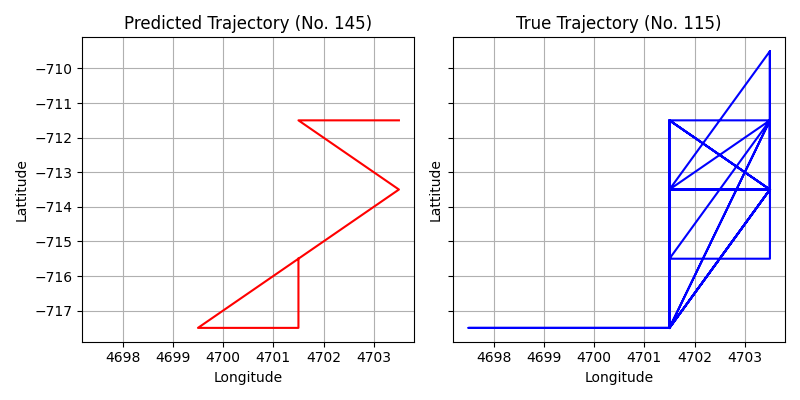 Predicted Trajectory (No. 145)
True Trajectory (No. 115)
−710
−711
−712
−713
−714
−715
−716
−717
Lattitude
Lattitude
4698 4699 4700 4701 4702 4703
4698 4699 4700 4701 4702 4703
Longitude
Longitude